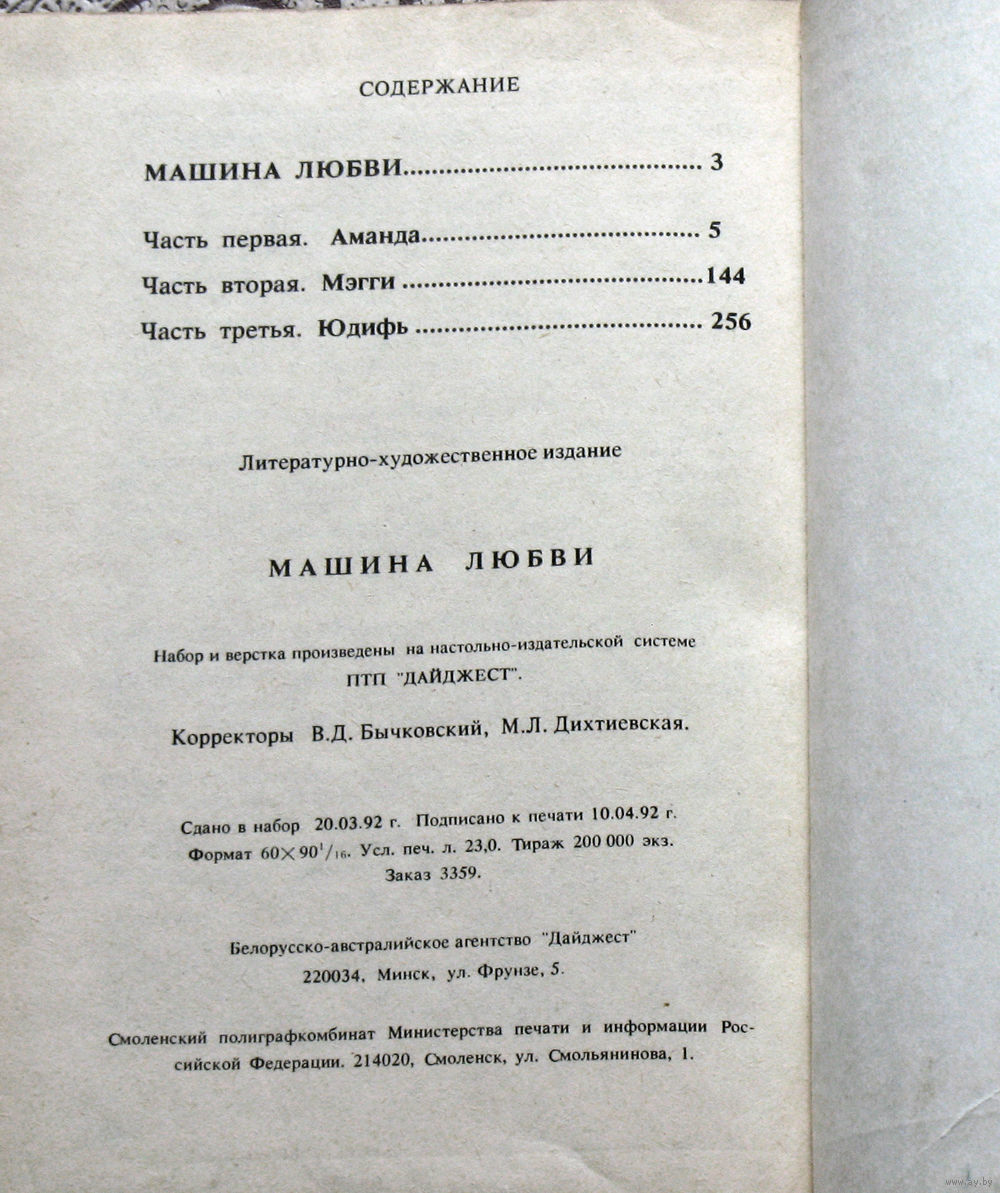 СОДЕРЖАНИЕ
МАШИНА ЛЮБВИ................................ 3
Часть первая. Аманда.............................. 5
Часть вторая. Мэгги ................................144
Часть третья. Юдифь .............................. 256
Литературно-художественное издание
МАШИНА ЛЮБВИ
Набор и верстка произведены на настольно-издательской системе
ПТП "ДАЙДЖЕСТ".
Корректоры В.Д. Бычковский, М.Л. Дихтиевская.
Сдано в набор 20.03.92 г. Подписано к печати 10.04.92 г.
Формат 60×90¹/₁₆. Усл. печ. л. 23,0. Тираж 200 000 экз.
Заказ 3359.
Белорусско-австралийское агентство "Дайджест"
220034, Минск, ул. Фрунзе, 5.
Смоленский полиграфкомбинат Министерства печати и информации Рос-
сийской Федерации. 214020, Смоленск, ул. Смольянинова, 1.
www.ay.by